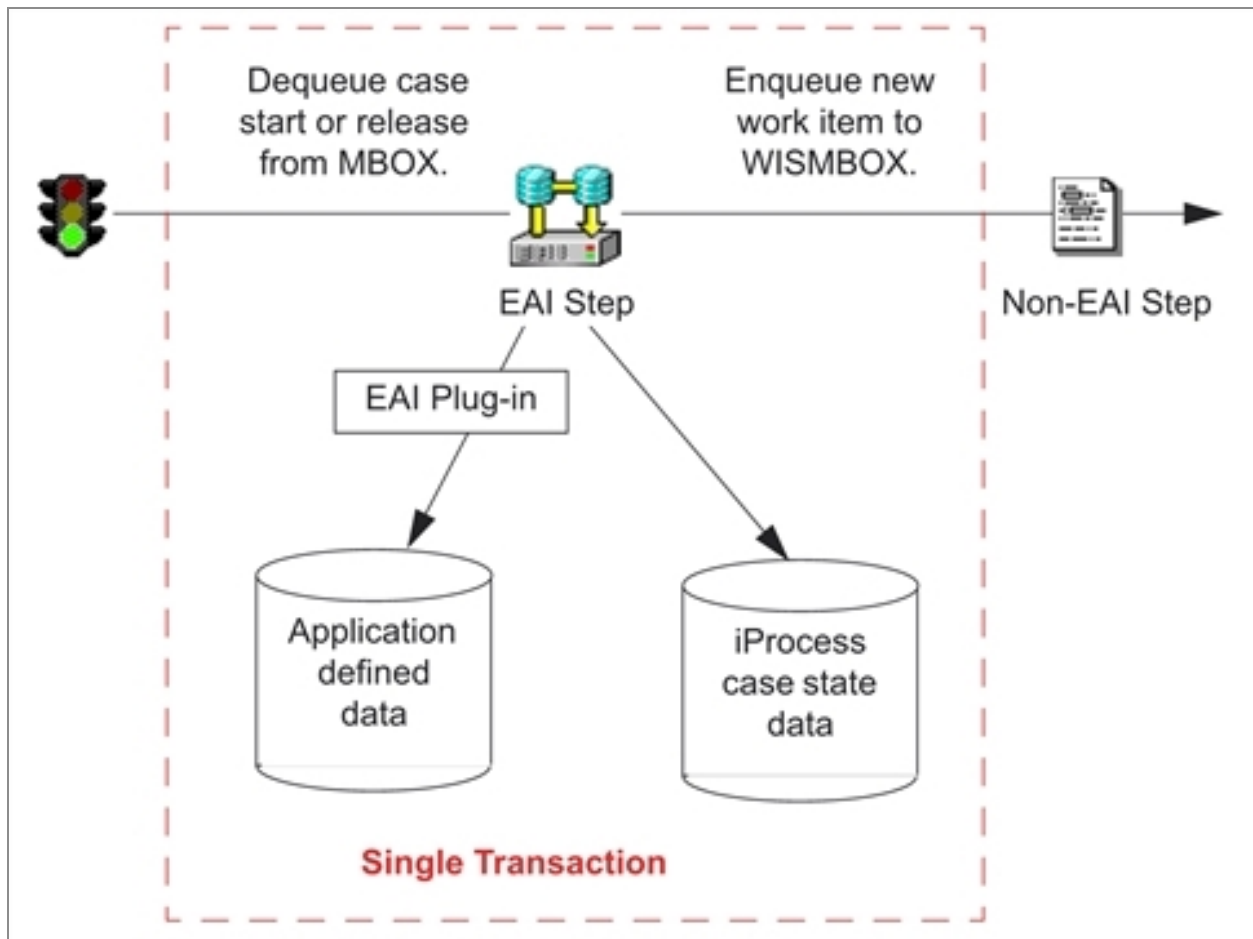 Dequeue case
start or release
from MBOX.
Enqueue new
work item to
WISMBOX.
EAI Step
Non-EAI Step
EAI Plug-in
Application
defined
data
iProcess
case state
data
Single Transaction